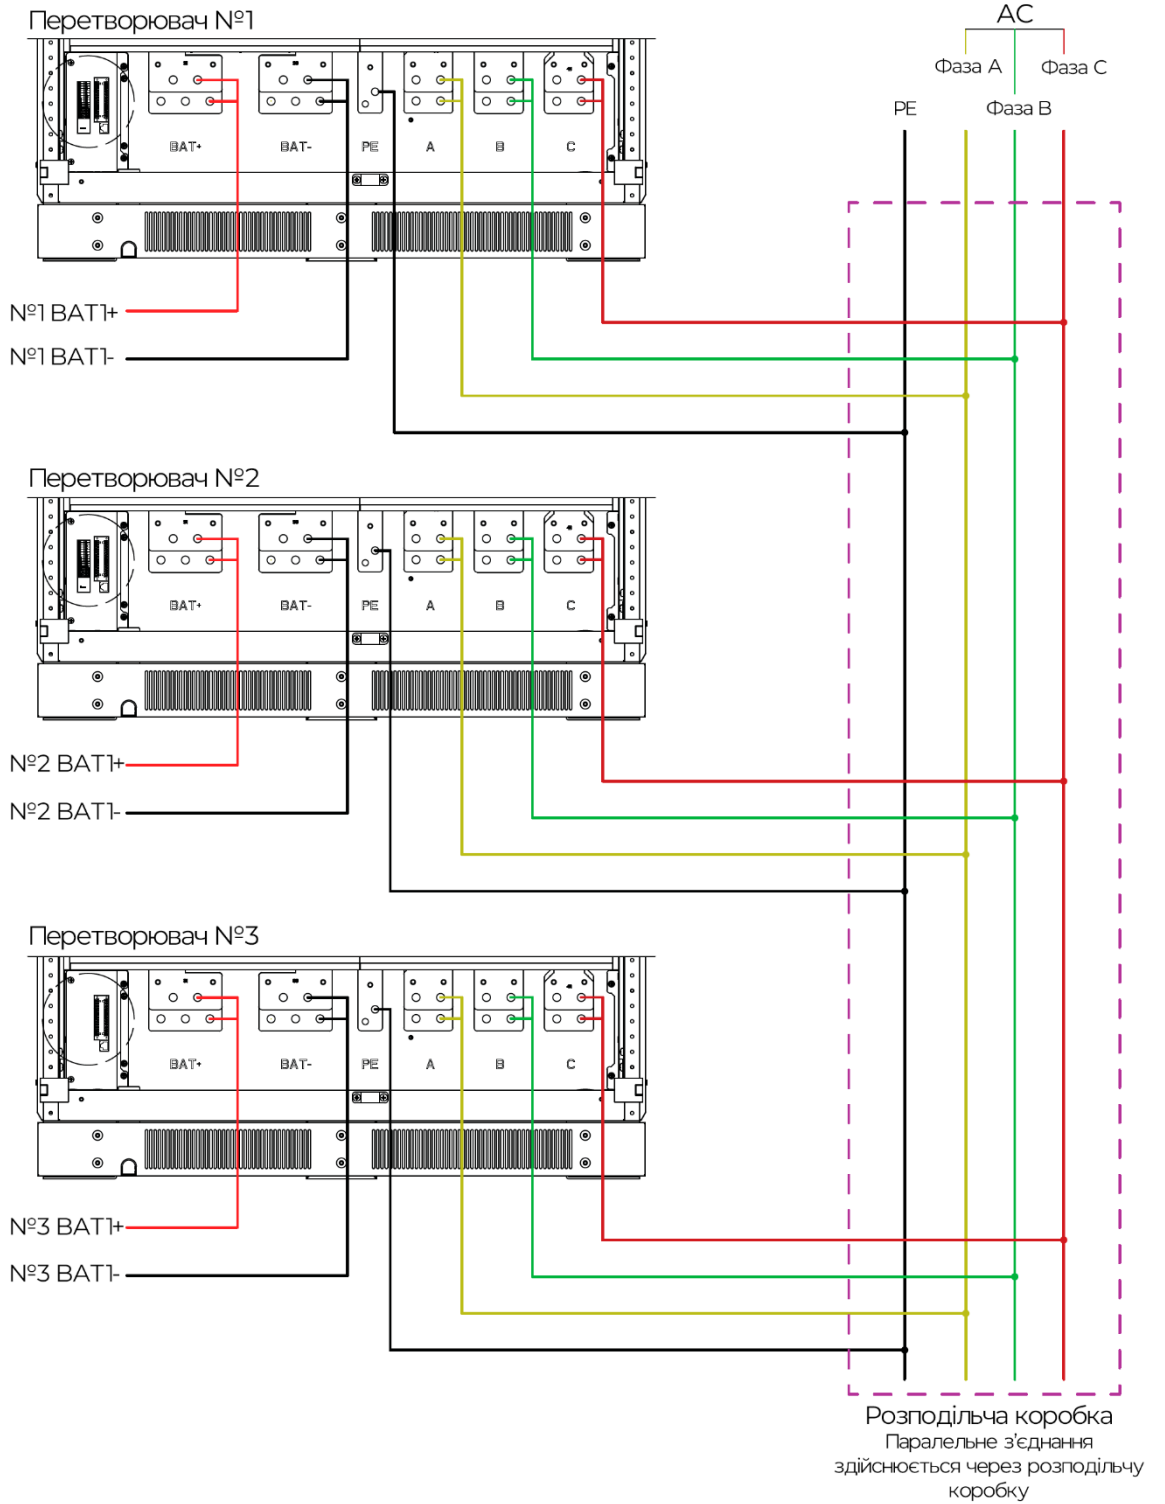 Перетворювач №1
AC
Фаза A
Фаза C
PE
Фаза B
BAT+
BAT-
PE
A
B
C
№1 BAT1+
№1 BAT1-
Перетворювач №2
BAT+
BAT-
PE
A
B
C
№2 BAT1+
№2 BAT1-
Перетворювач №3
BAT+
BAT-
PE
A
B
C
№3 BAT1+
№3 BAT1-
Розподільча коробка
Паралельне з’єднання
здійснюється через розподільчу
коробку